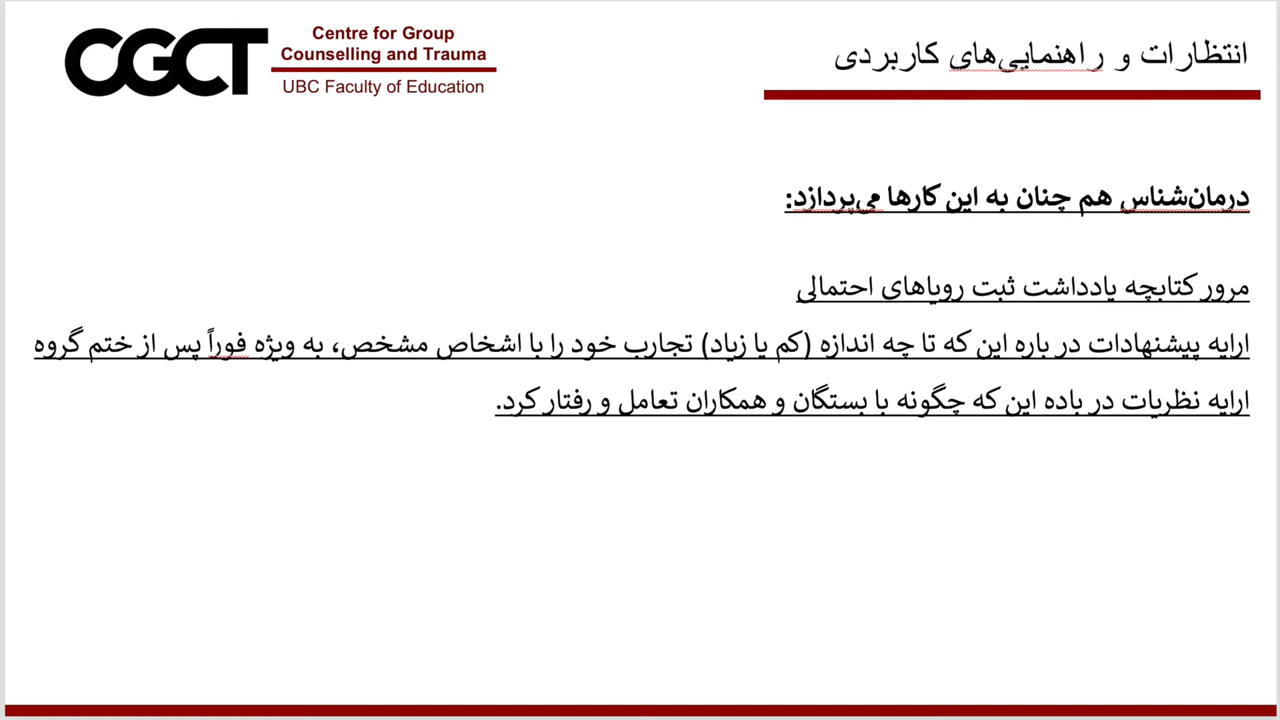 CGCT
Centre for Group
Counselling and Trauma
UBC Faculty of Education
انتظارات و راهنمایی‌های کاربردی
درمان‌شناس هم چنان به این کارها می‌پردازد:
مرور کتابچه یادداشت ثبت رویاهای احتمالی
ارایه پیشنهادات در باره این که تا چه اندازه (کم یا زیاد) تجارب خود را با اشخاص مشخص، به ویژه فوراً پس از ختم گروه
ارایه نظریات در باده این که چگونه با بستگان و همکاران تعامل و رفتار کرد.